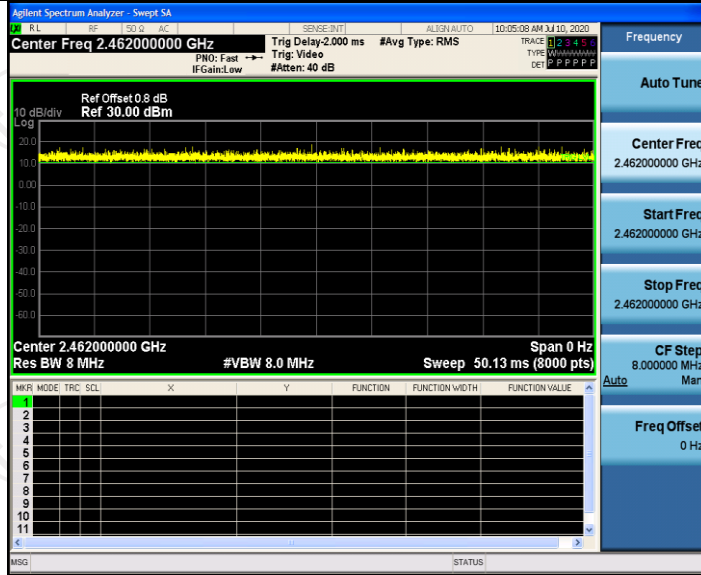 Agilent Spectrum Analyzer - Swept SA
RL RF 50 Ω AC SENSE:INT ALIGN AUTO 10:05:08 AM Jul 10, 2020
Center Freq 2.462000000 GHz
PNO: Fast
IFGain:Low
Trig Delay-2.000 ms
Trig: Video
#Atten: 40 dB
#Avg Type: RMS
TRACE 1 2 3 4 5 6
TYPE WWWWWW
DET P P P P P P
Ref Offset 0.8 dB
10 dB/div Ref 30.00 dBm
Log
20.0
10.0
0.00
-10.0
-20.0
-30.0
-40.0
-50.0
-60.0
Center 2.462000000 GHz Span 0 Hz
Res BW 8 MHz #VBW 8.0 MHz Sweep 50.13 ms (8000 pts)
MKR MODE TRC SCL X Y FUNCTION FUNCTION WIDTH FUNCTION VALUE
1
2
3
4
5
6
7
8
9
10
11
MSG STATUS
Frequency
Auto Tune
Center Freq
2.462000000 GHz
Start Freq
2.462000000 GHz
Stop Freq
2.462000000 GHz
CF Step
8.000000 MHz
Auto Man
Freq Offset
0 Hz